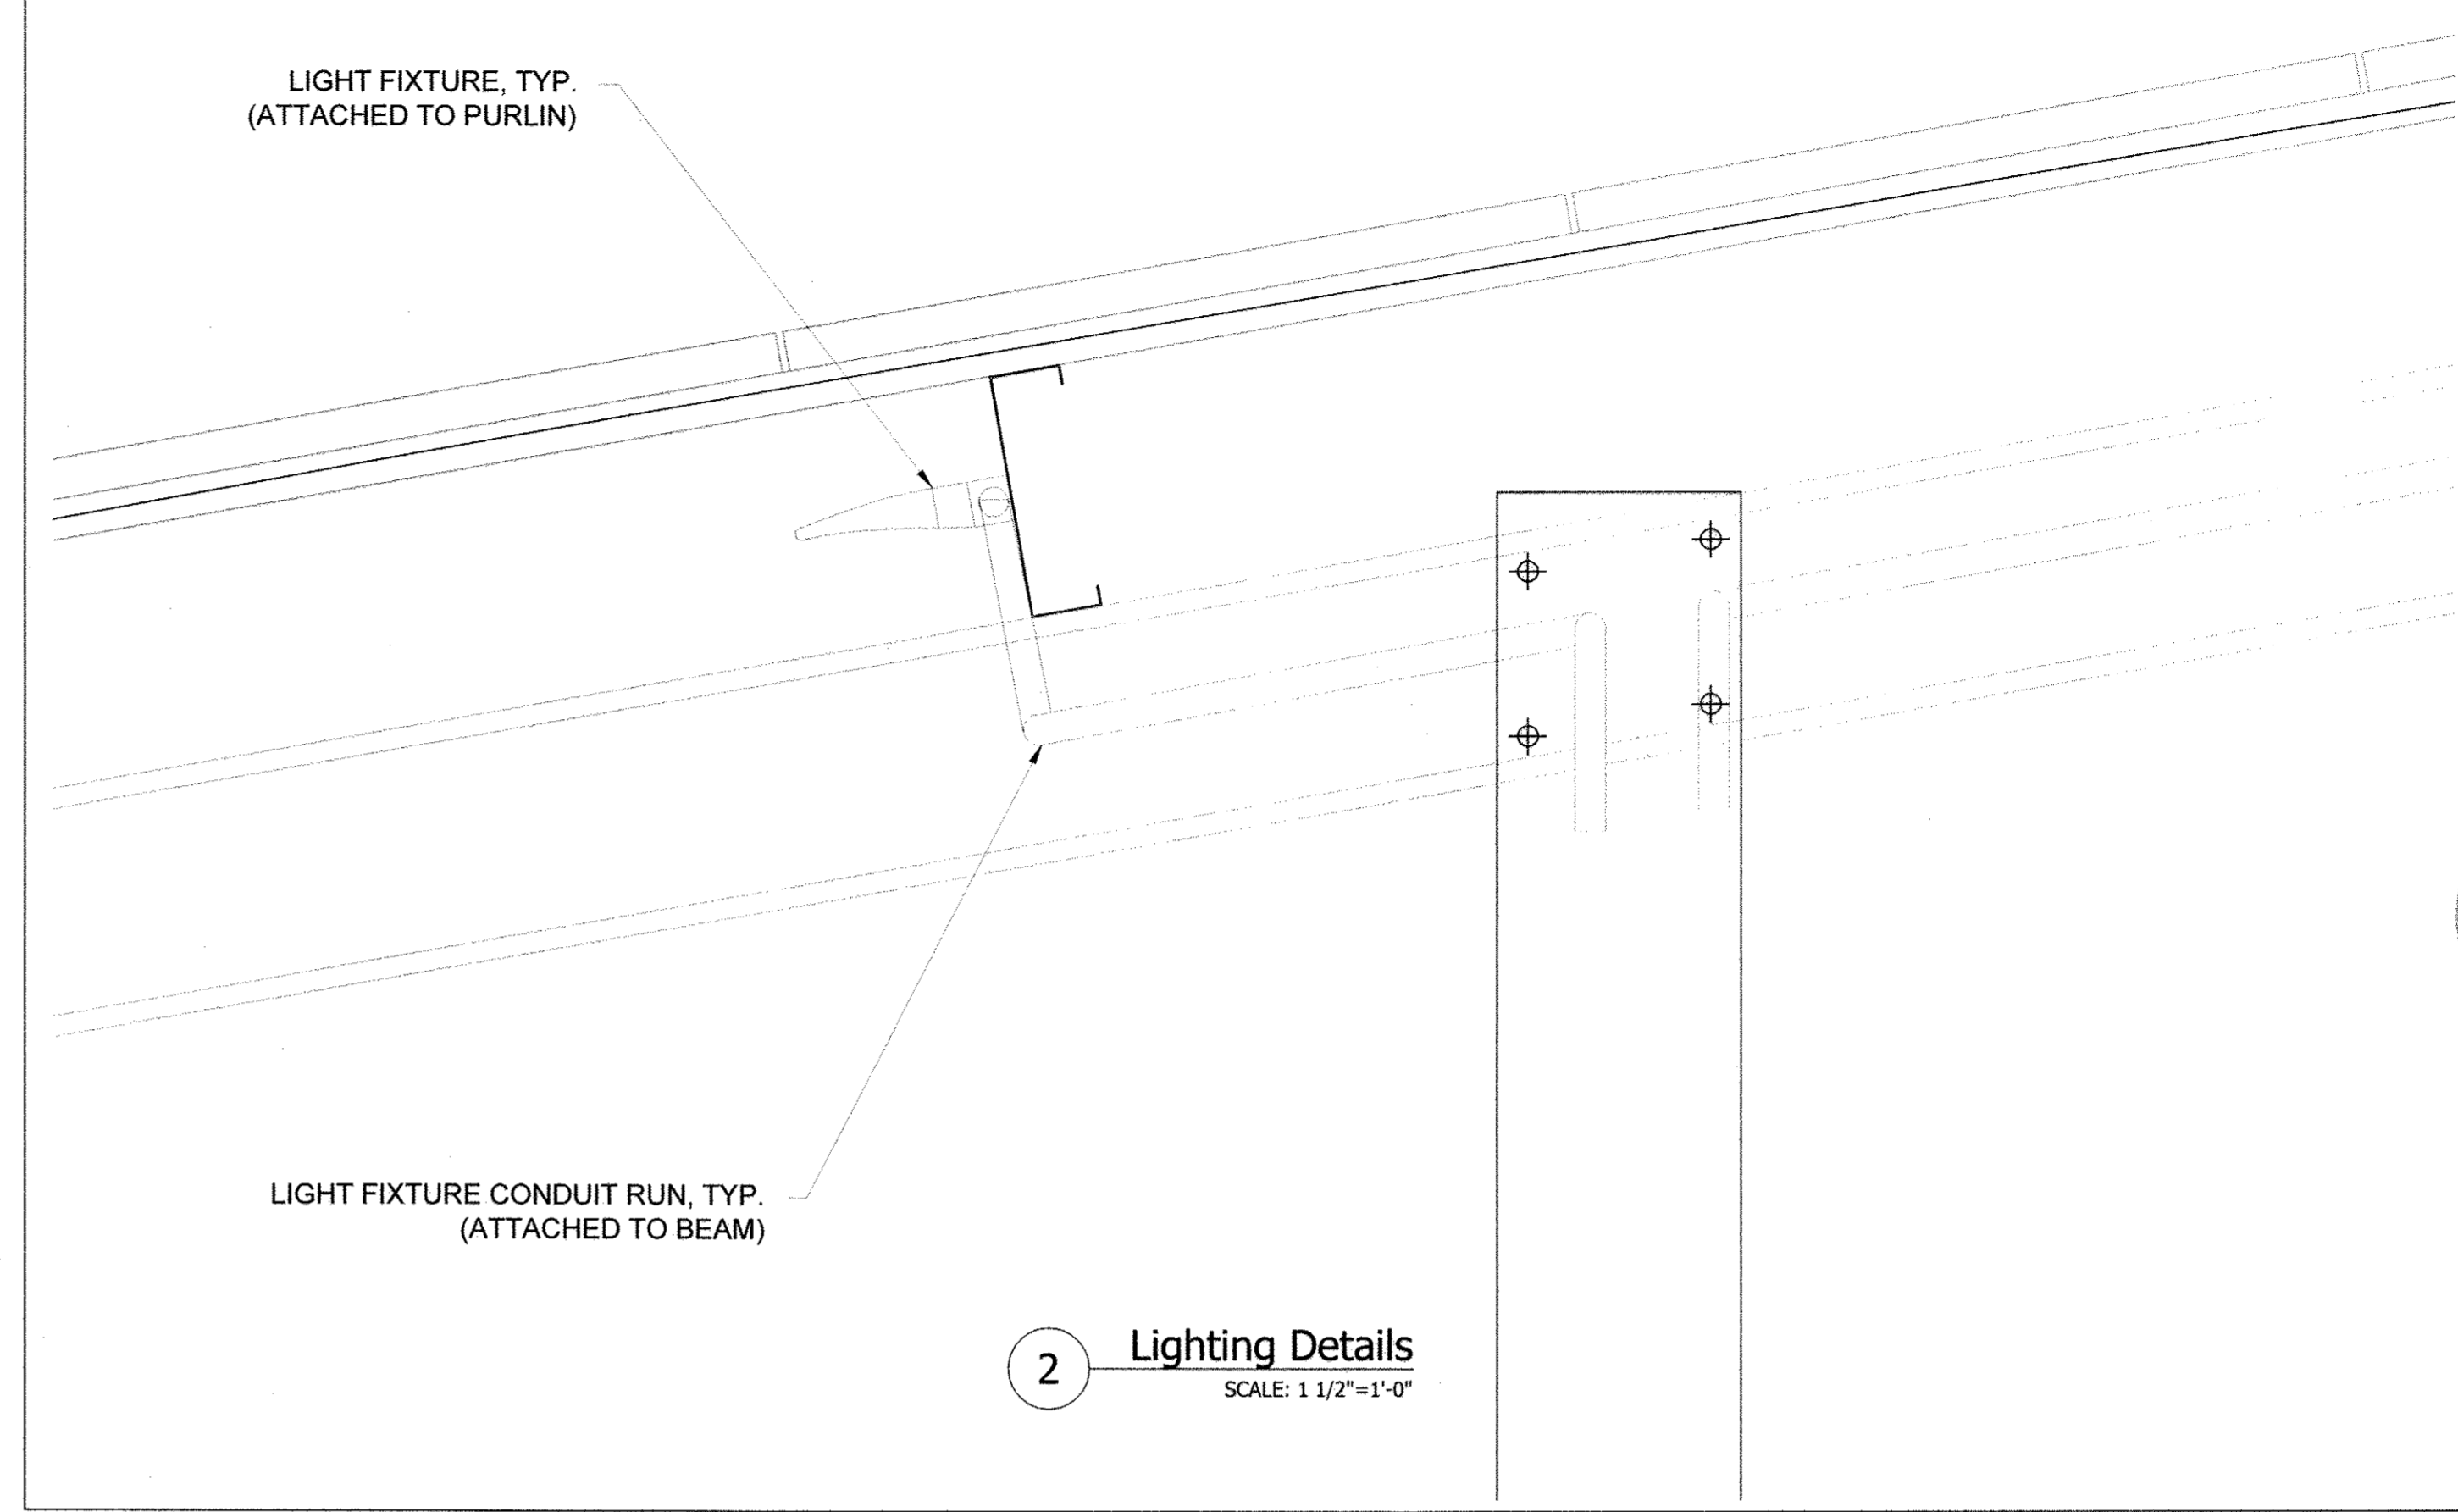 LIGHT FIXTURE, TYP.
(ATTACHED TO PURLIN)
LIGHT FIXTURE CONDUIT RUN, TYP.
(ATTACHED TO BEAM)
2
Lighting Details
SCALE: 1 1/2"=1'-0"